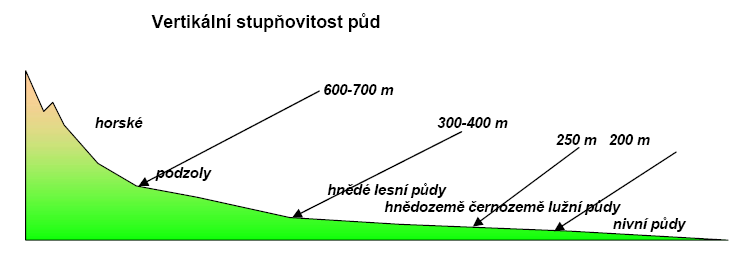 Vertikální stupňovitost půd
600-700 m
horské
300-400 m
250 m 200 m
podzoly
hnědé lesní půdy
hnědozemě černozemě lužní půdy
nivní půdy